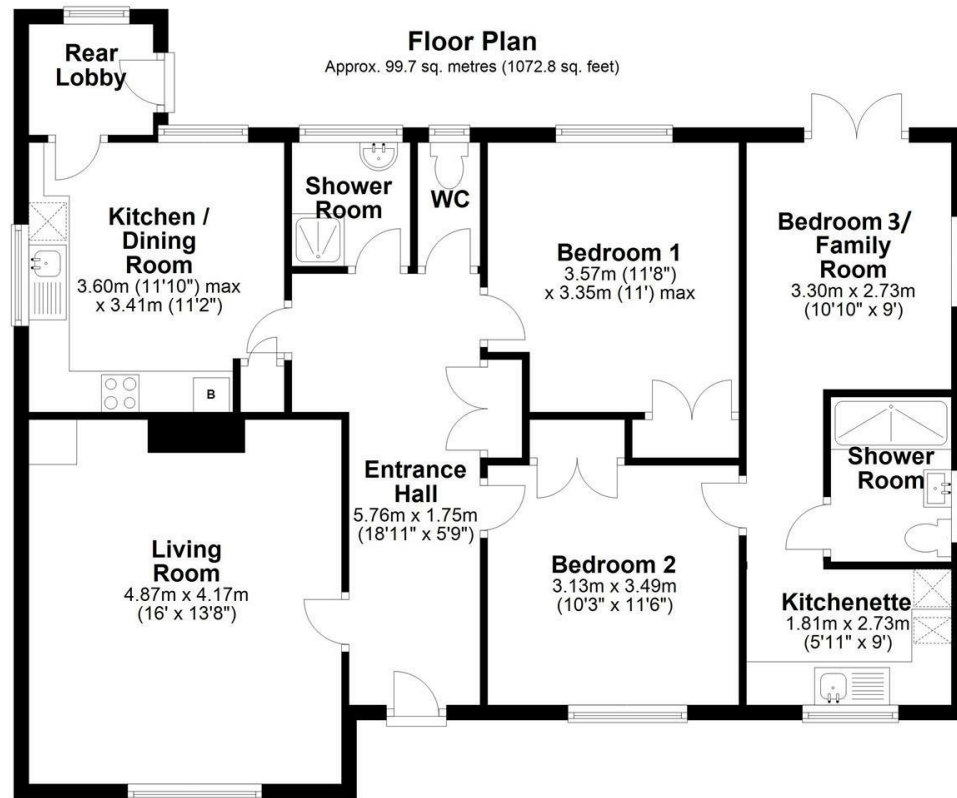 Floor Plan
Approx. 99.7 sq. metres (1072.8 sq. feet)
Rear
Lobby
Kitchen /
Dining
Room
3.60m (11'10") max
x 3.41m (11'2")
B
Shower
Room
WC
Bedroom 1
3.57m (11'8")
x 3.35m (11') max
Bedroom 3/
Family
Room
3.30m x 2.73m
(10'10" x 9')
Entrance
Hall
5.76m x 1.75m
(18'11" x 5'9")
Living
Room
4.87m x 4.17m
(16' x 13'8")
Bedroom 2
3.13m x 3.49m
(10'3" x 11'6")
Shower
Room
Kitchenette
1.81m x 2.73m
(5'11" x 9')